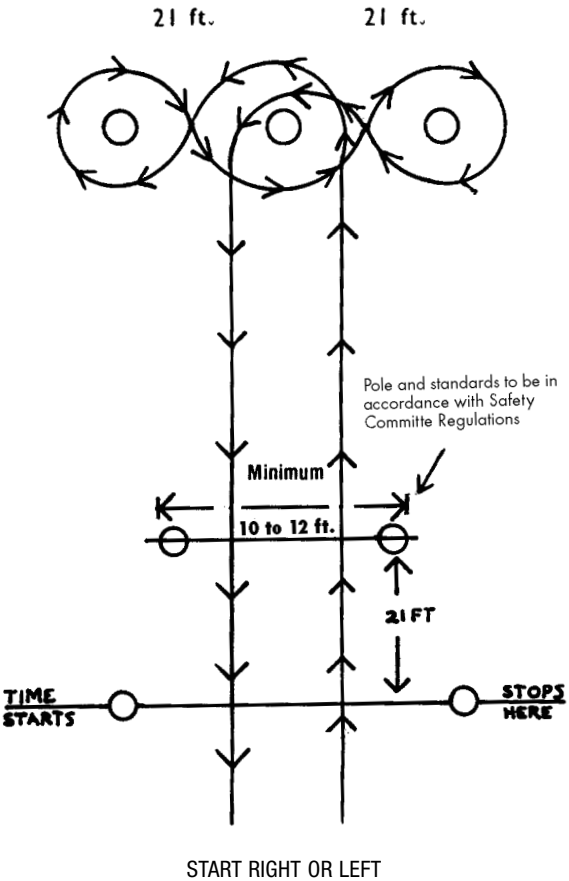 21 ft.
21 ft.
Pole and standards to be in
accordance with Safety
Committe Regulations
Minimum
10 to 12 ft.
21 FT
TIME
STARTS
STOPS
HERE
START RIGHT OR LEFT